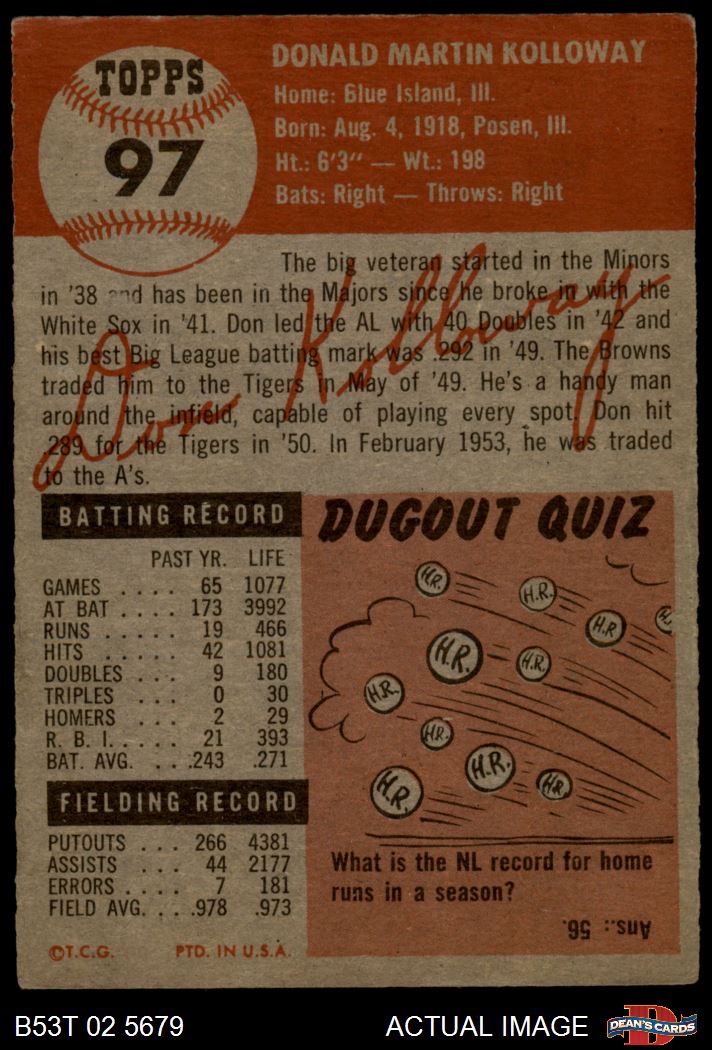 TOPPS
97
DONALD MARTIN KOLLOWAY
Home: Blue Island, Ill.
Born: Aug. 4, 1918, Posen, Ill.
Ht.: 6'3" — Wt.: 198
Bats: Right — Throws: Right
The big veteran started in the Minors
in '38 and has been in the Majors since he broke in with the
White Sox in '41. Don led the AL with 40 Doubles in '42 and
his best Big League batting mark was .292 in '49. The Browns
traded him to the Tigers in May of '49. He's a handy man
around the infield, capable of playing every spot. Don hit
.289 for the Tigers in '50. In February 1953, he was traded
to the A's.
Don Kolloway
BATTING RECORD
PAST YR. LIFE
GAMES .... 65 1077
AT BAT .... 173 3992
RUNS ..... 19 466
HITS ..... 42 1081
DOUBLES ... 9 180
TRIPLES ... 0 30
HOMERS ... 2 29
R. B. I. .... 21 393
BAT. AVG. ... .243 .271
FIELDING RECORD
PUTOUTS ... 266 4381
ASSISTS ... 44 2177
ERRORS .... 7 181
FIELD AVG. ... .978 .973
©T.C.G. PTD. IN U.S.A.
DUGOUT QUIZ
H.R.
H.R.
H.R.
H.R.
H.R.
H.R.
H.R.
H.R.
H.R.
H.R.
H.R.
What is the NL record for home
runs in a season?
Ans.: 56.
B53T 02 5679
ACTUAL IMAGE
D
DEAN'S CARDS